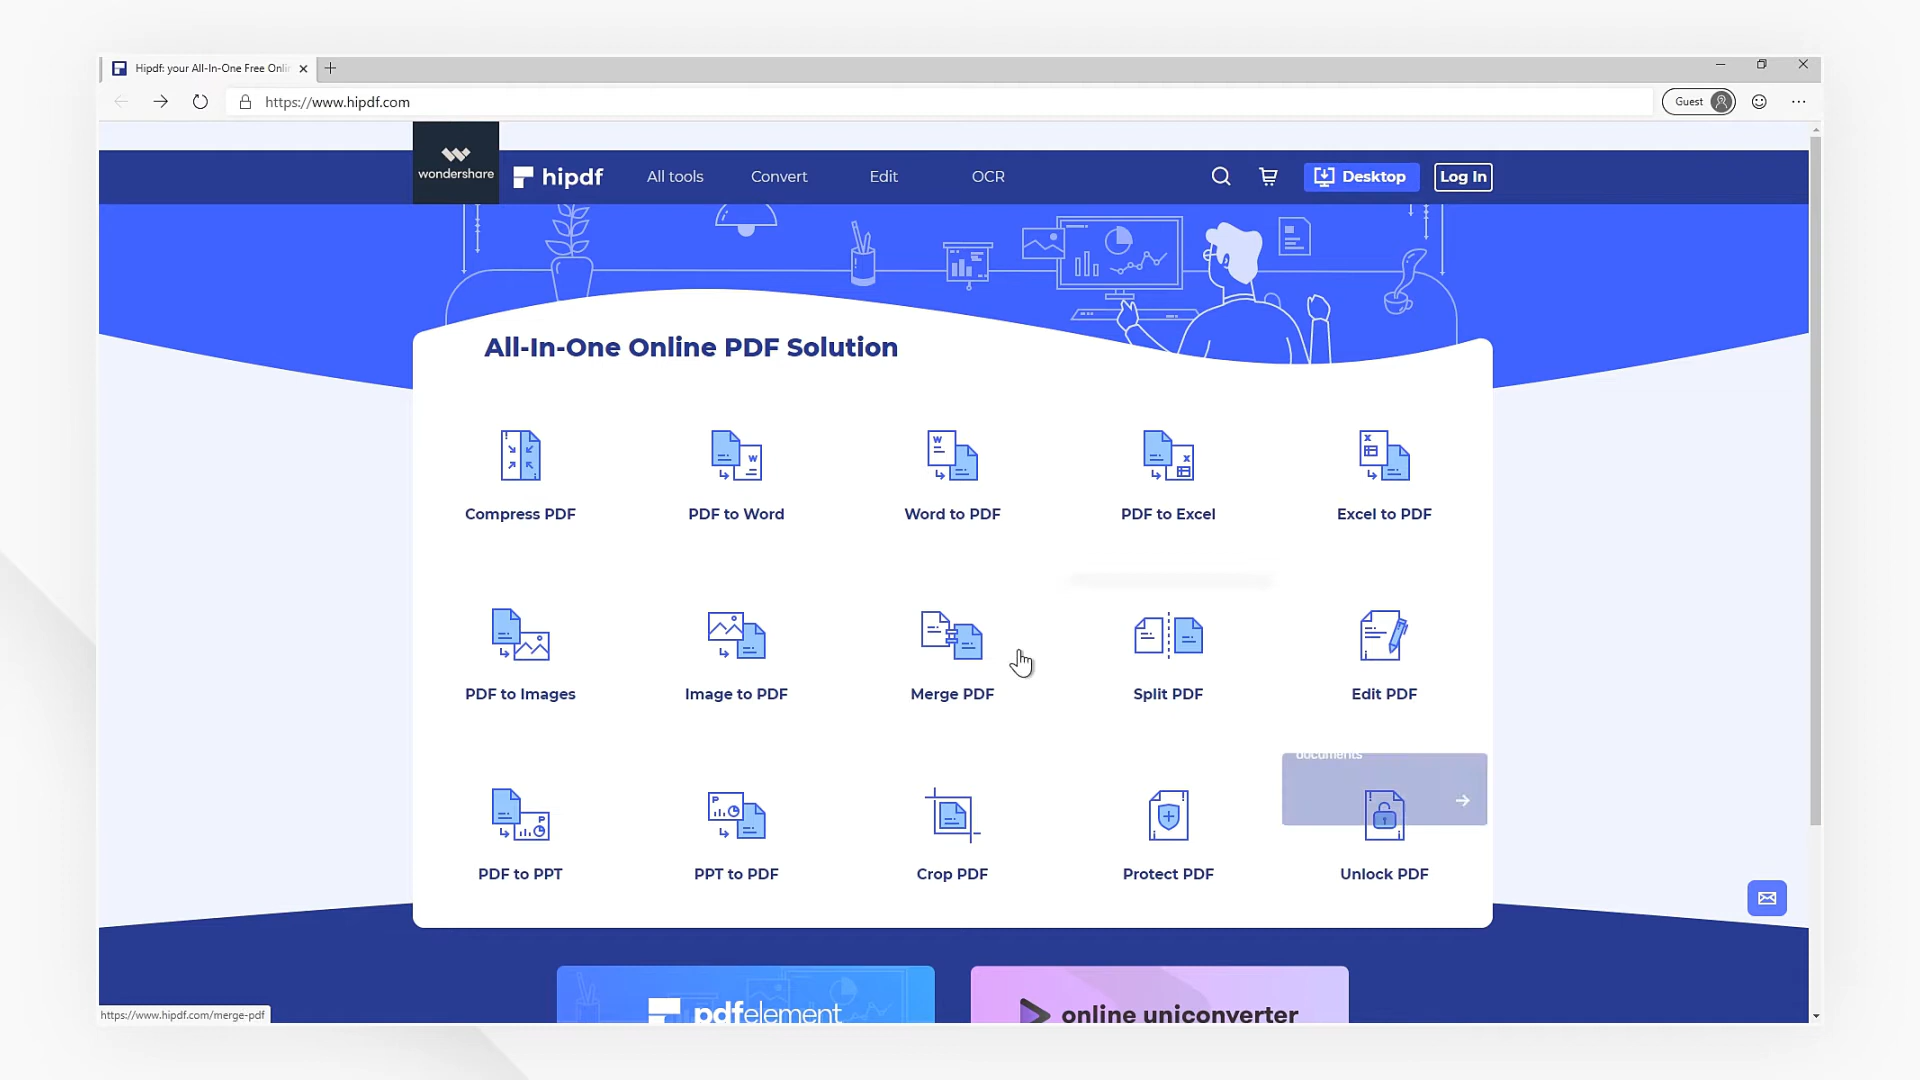 Hipdf: your All-In-One Free Onli
https://www.hipdf.com
Guest
wondershare
hipdf
All tools
Convert
Edit
OCR
Desktop
Log In
All-In-One Online PDF Solution
Compress PDF
PDF to Word
Word to PDF
PDF to Excel
Excel to PDF
PDF to Images
Image to PDF
Merge PDF
Split PDF
Edit PDF
documents
PDF to PPT
PPT to PDF
Crop PDF
Protect PDF
Unlock PDF
pdfelement
online uniconverter
https://www.hipdf.com/merge-pdf